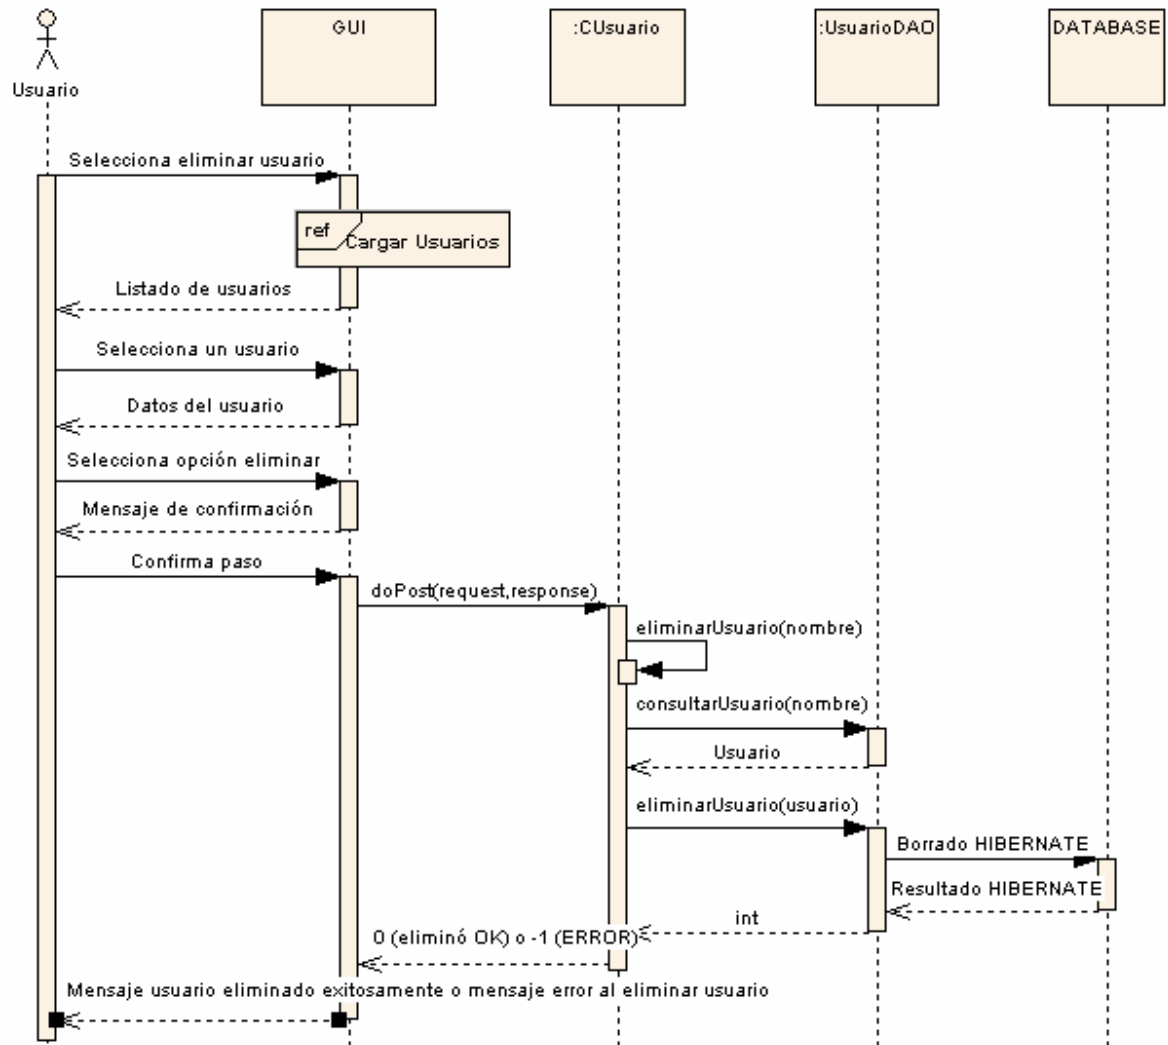 GUI
:CUsuario
:UsuarioDAO
DATABASE
Usuario
Selecciona eliminar usuario
ref
Cargar Usuarios
Listado de usuarios
Selecciona un usuario
Datos del usuario
Selecciona opción eliminar
Mensaje de confirmación
Confirma paso
doPost(request,response)
eliminarUsuario(nombre)
consultarUsuario(nombre)
Usuario
eliminarUsuario(usuario)
Borrado HIBERNATE
Resultado HIBERNATE
int
0 (eliminó OK) o -1 (ERROR)
Mensaje usuario eliminado exitosamente o mensaje error al eliminar usuario